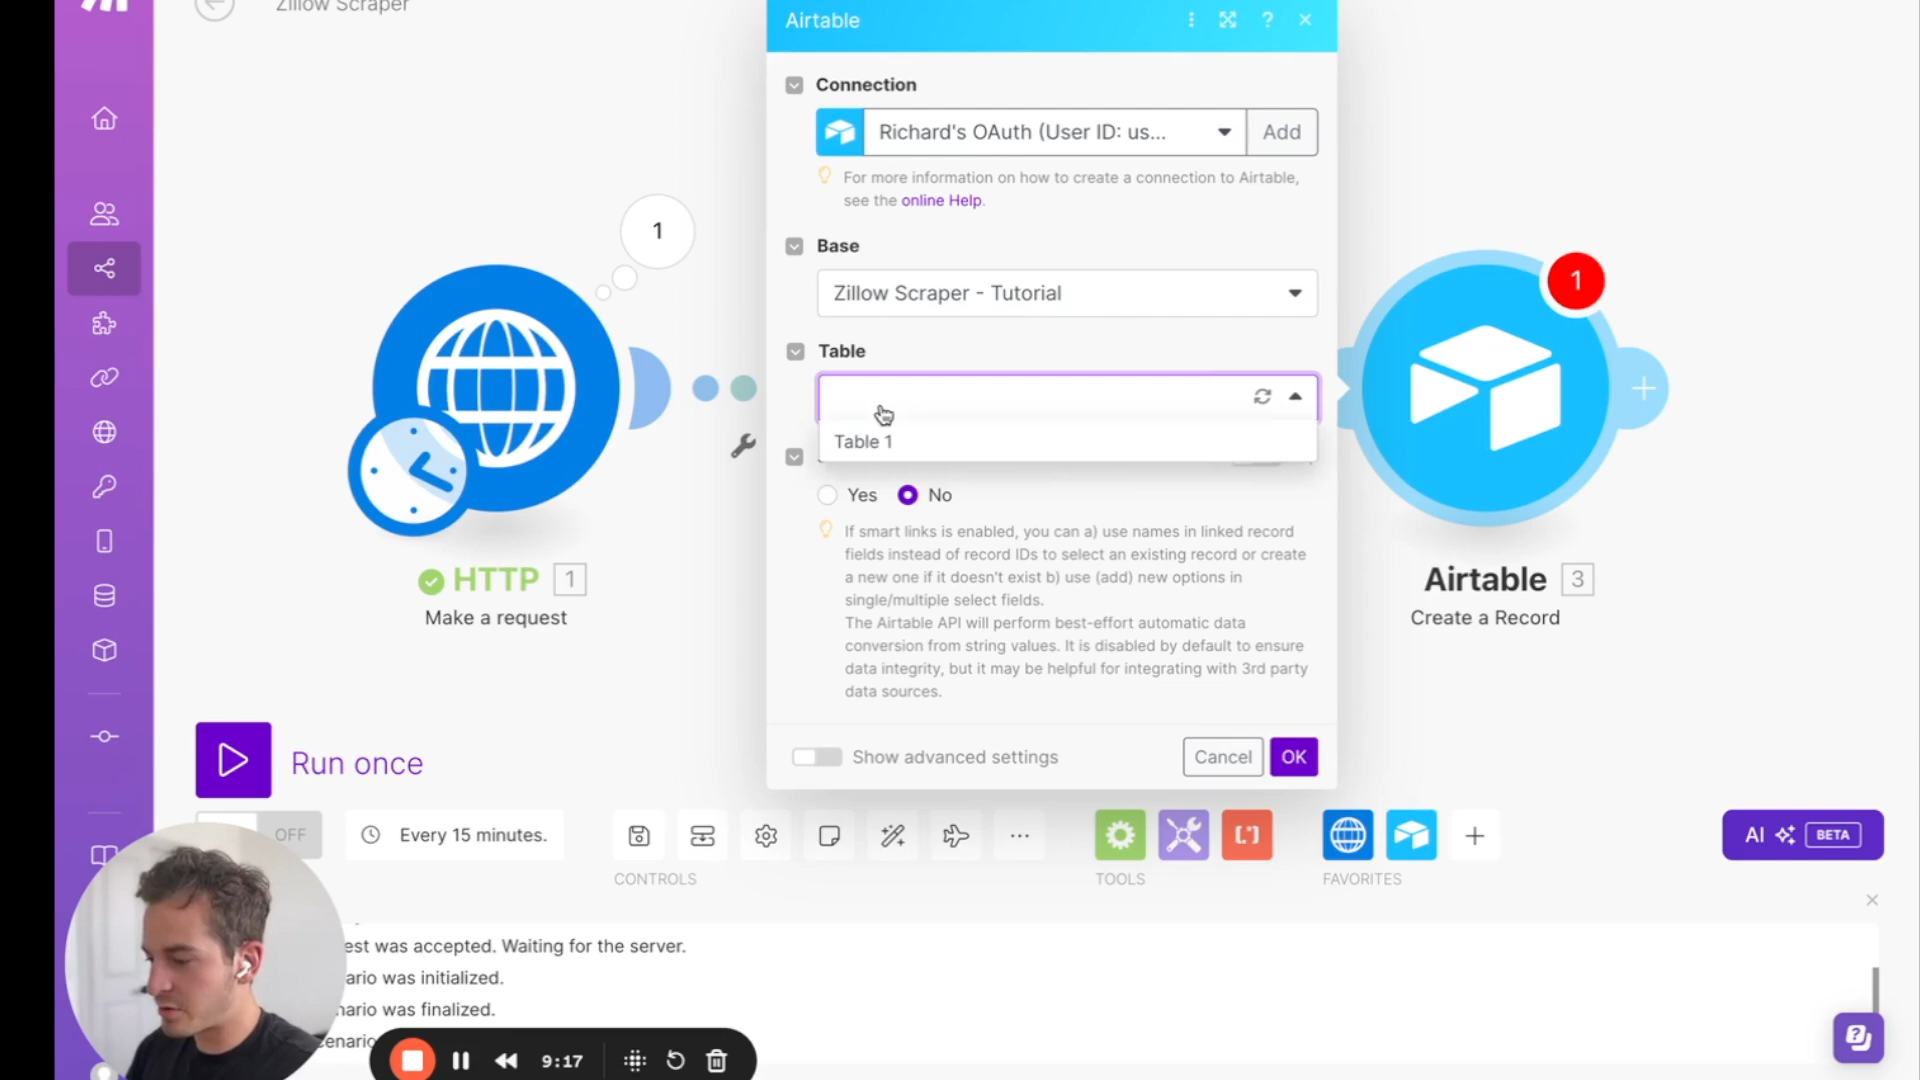 Zillow Scraper
Airtable
?
Connection
Richard's OAuth (User ID: us...
Add
For more information on how to create a connection to Airtable,
see the online Help.
Base
Zillow Scraper - Tutorial
Table
Table 1
Yes No
If smart links is enabled, you can a) use names in linked record
fields instead of record IDs to select an existing record or create
a new one if it doesn't exist b) use (add) new options in
single/multiple select fields.
The Airtable API will perform best-effort automatic data
conversion from string values. It is disabled by default to ensure
data integrity, but it may be helpful for integrating with 3rd party
data sources.
Show advanced settings
Cancel
OK
1
HTTP 1
Make a request
1
Airtable 3
Create a Record
Run once
OFF
Every 15 minutes.
CONTROLS
TOOLS
FAVORITES
AI BETA
est was accepted. Waiting for the server.
ario was initialized.
nario was finalized.
cenario
9:17